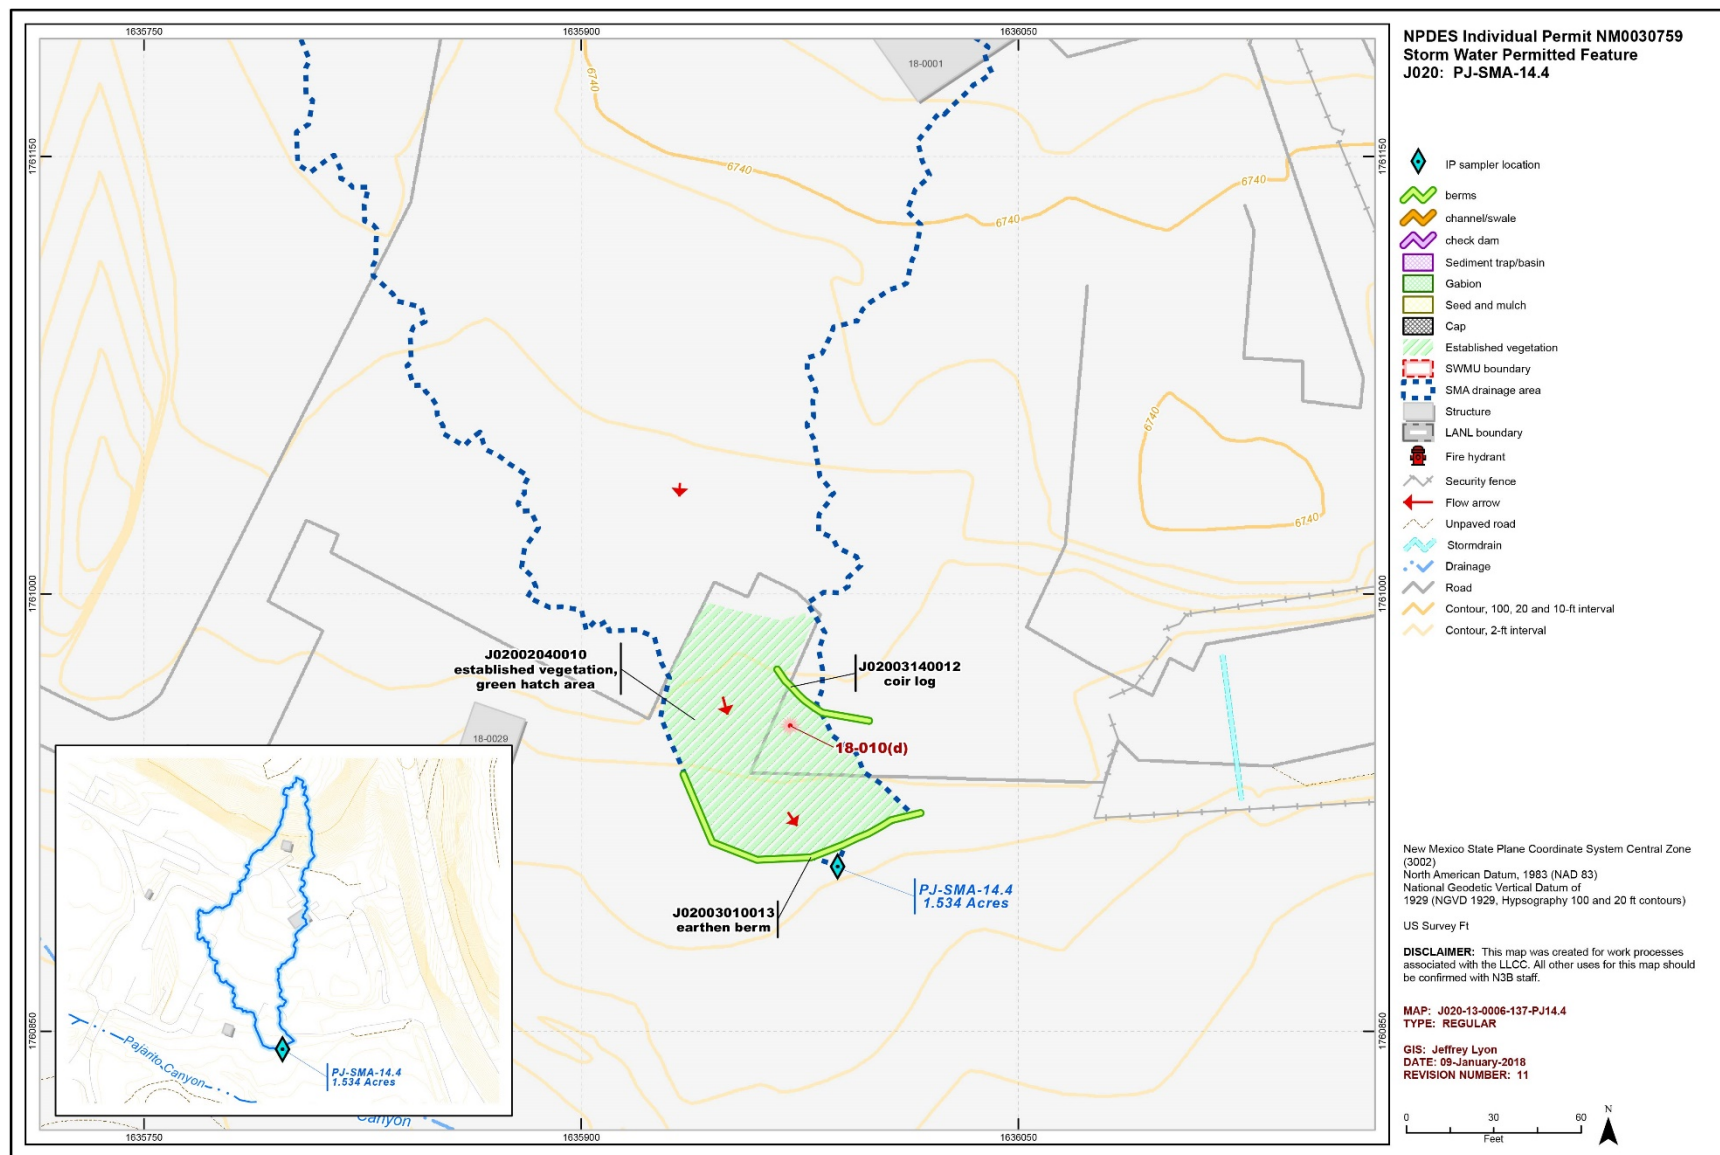 1635750
1635900
1636050
NPDES Individual Permit NM0030759
Storm Water Permitted Feature
J020: PJ-SMA-14.4
18-0001
6740
1761150
1761150
6740
6740
6740
IP sampler location
berms
channel/swale
check dam
Sediment trap/basin
Gabion
Seed and mulch
Cap
Established vegetation
SWMU boundary
SMA drainage area
Structure
LANL boundary
Fire hydrant
Security fence
Flow arrow
Unpaved road
Stormdrain
Drainage
Road
Contour, 100, 20 and 10-ft interval
Contour, 2-ft interval
6740
6740
1761000
1761000
J02002040010
established vegetation,
green hatch area
J02003140012
coir log
18-0029
18-010(d)
PJ-SMA-14.4
1.534 Acres
J02003010013
earthen berm
New Mexico State Plane Coordinate System Central Zone
(3002)
North American Datum, 1983 (NAD 83)
National Geodetic Vertical Datum of
1929 (NGVD 1929, Hypsography 100 and 20 ft contours)
US Survey Ft
DISCLAIMER: This map was created for work processes
associated with the LLCC. All other uses for this map should
be confirmed with N3B staff.
1760850
1760850
Pajarito Canyon
PJ-SMA-14.4
1.534 Acres
Canyon
MAP: J020-13-0006-137-PJ14.4
TYPE: REGULAR
GIS: Jeffrey Lyon
DATE: 09-January-2018
REVISION NUMBER: 11
0 30 60
Feet
N
1635750
1635900
1636050